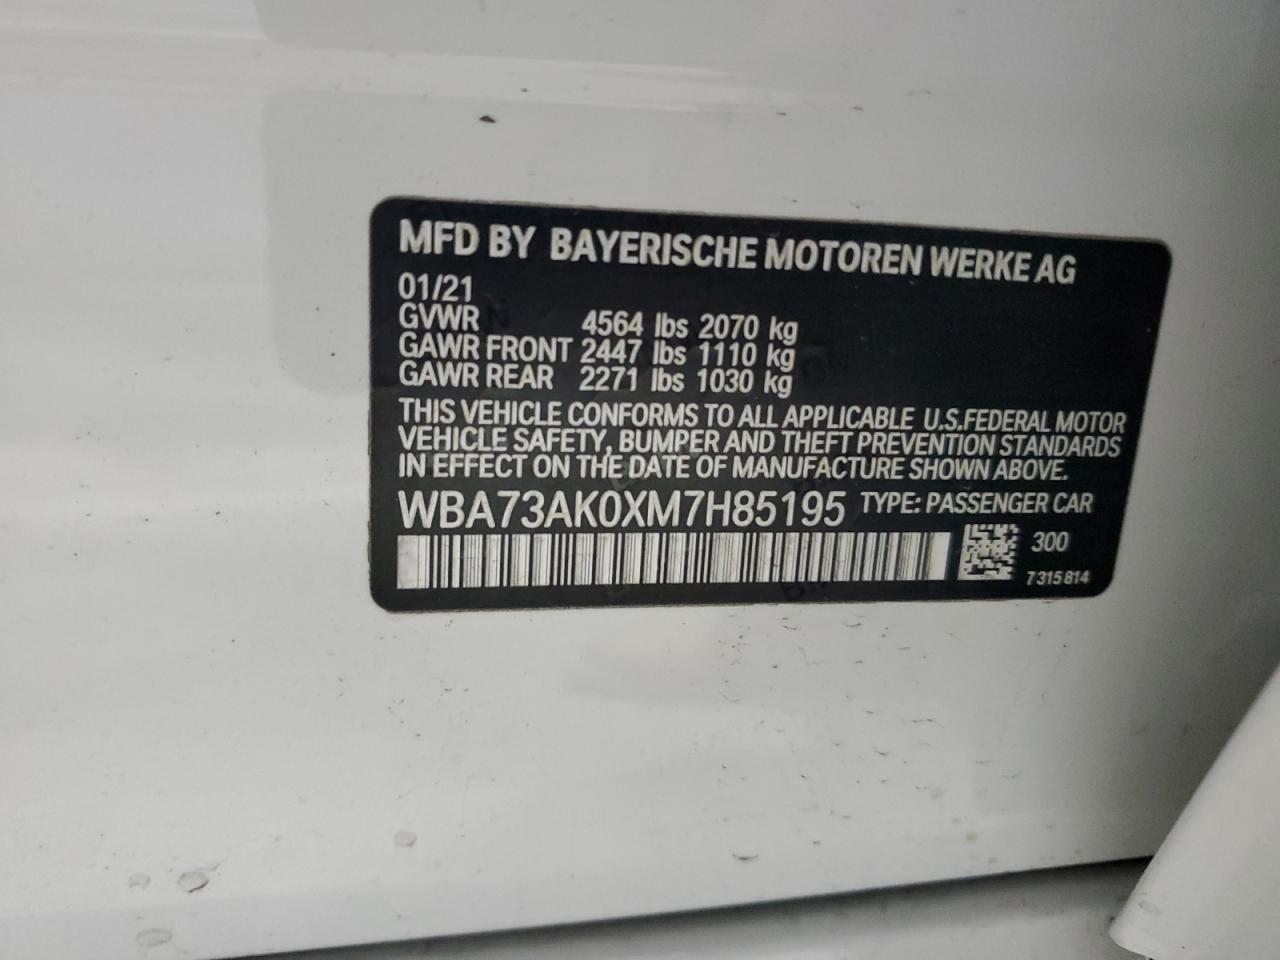 MFD BY BAYERISCHE MOTOREN WERKE AG
01/21
GVWR 4564 lbs 2070 kg
GAWR FRONT 2447 lbs 1110 kg
GAWR REAR 2271 lbs 1030 kg
THIS VEHICLE CONFORMS TO ALL APPLICABLE U.S.FEDERAL MOTOR
VEHICLE SAFETY, BUMPER AND THEFT PREVENTION STANDARDS
IN EFFECT ON THE DATE OF MANUFACTURE SHOWN ABOVE.
WBA73AK0XM7H85195 TYPE: PASSENGER CAR
300
7315814